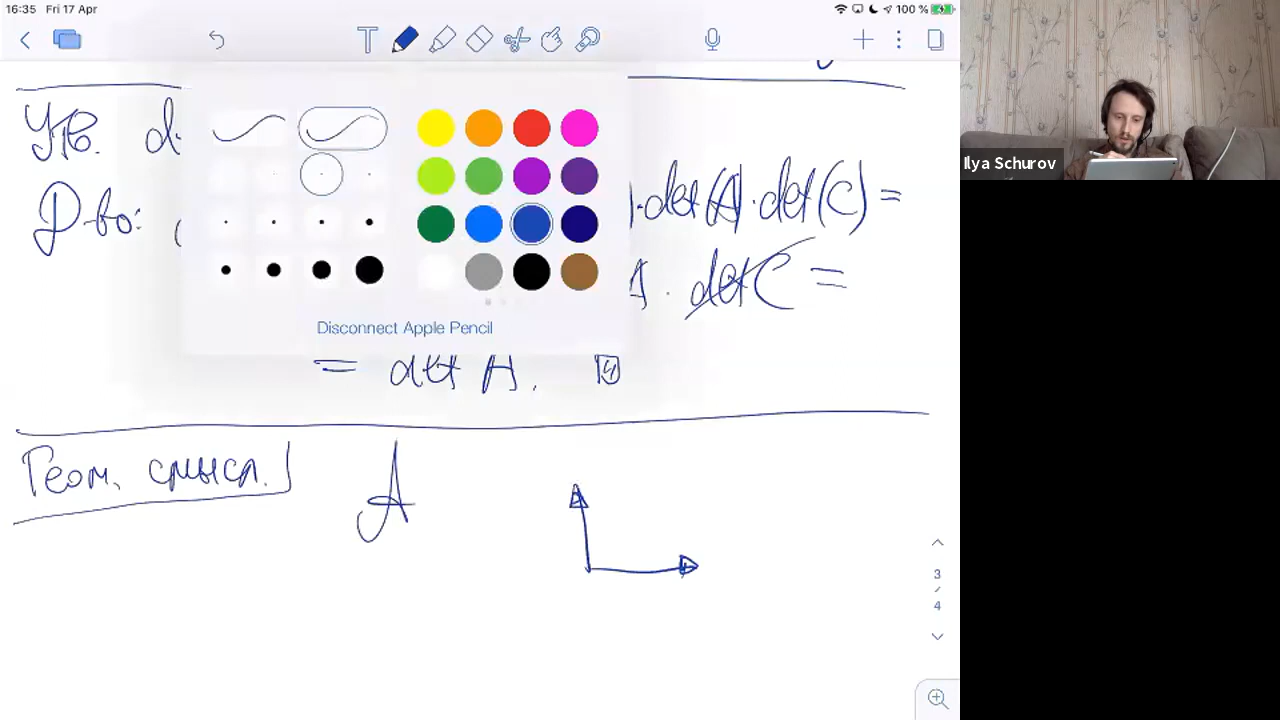 16:35 Fri 17 Apr
100 %
T
Утв. d
Д-во:
. det(A) . det(C) =
A . det C =
Disconnect Apple Pencil
= det A.
Геом. смысл.
A
3
4
Ilya Schurov